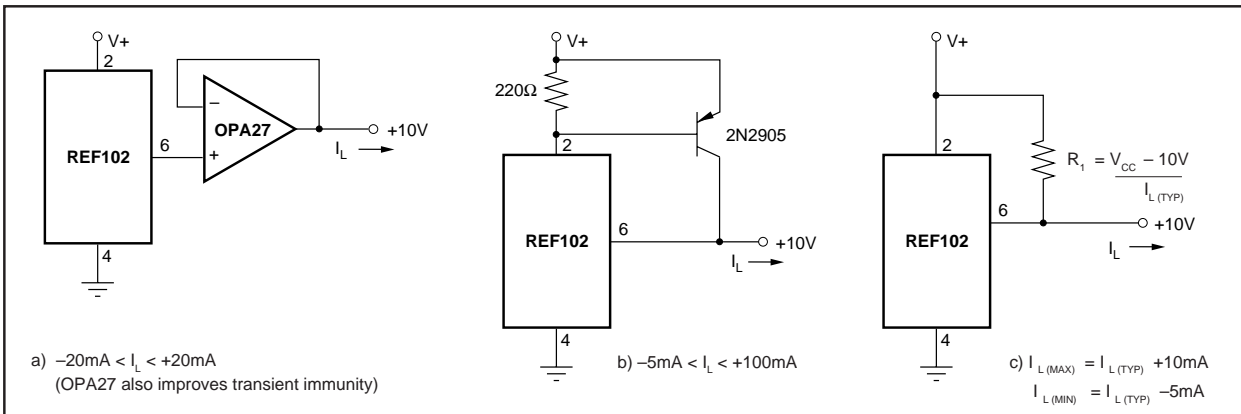 V+
2
REF102
6
4
−
+
OPA27
+10V
I_L
a) –20mA < I_L < +20mA
(OPA27 also improves transient immunity)
V+
220Ω
2N2905
2
REF102
6
+10V
I_L
4
b) –5mA < I_L < +100mA
V+
2
R_1 = V_CC – 10V
I_L (TYP)
REF102
6
+10V
I_L
4
c) I_L (MAX) = I_L (TYP) +10mA
I_L (MIN) = I_L (TYP) –5mA